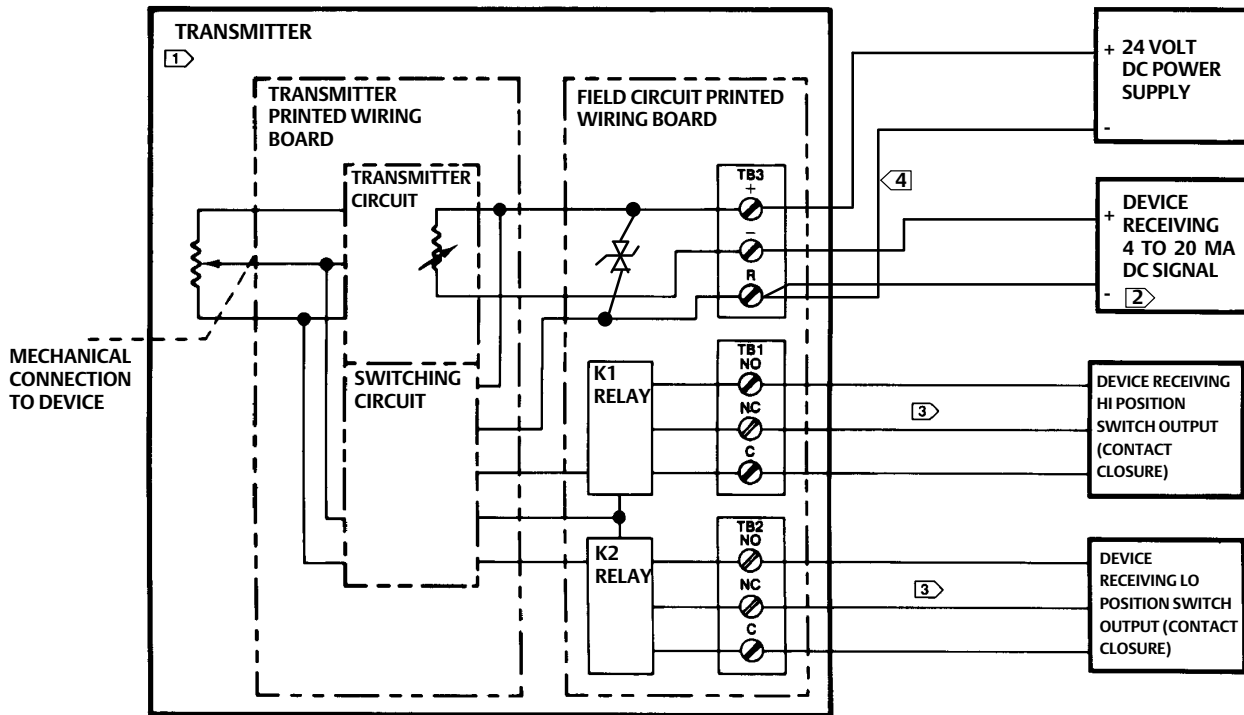 TRANSMITTER
1
TRANSMITTER
PRINTED WIRING
BOARD
FIELD CIRCUIT PRINTED
WIRING BOARD
TRANSMITTER
CIRCUIT
SWITCHING
CIRCUIT
MECHANICAL
CONNECTION
TO DEVICE
TB3
+
−
R
K1
RELAY
TB1
NO
NC
C
K2
RELAY
TB2
NO
NC
C
4
3
3
+ 24 VOLT
DC POWER
SUPPLY
-
DEVICE
+ RECEIVING
4 TO 20 MA
DC SIGNAL
- 2
DEVICE RECEIVING
HI POSITION
SWITCH OUTPUT
(CONTACT
CLOSURE)
DEVICE
RECEIVING LO
POSITION SWITCH
OUTPUT (CONTACT
CLOSURE)